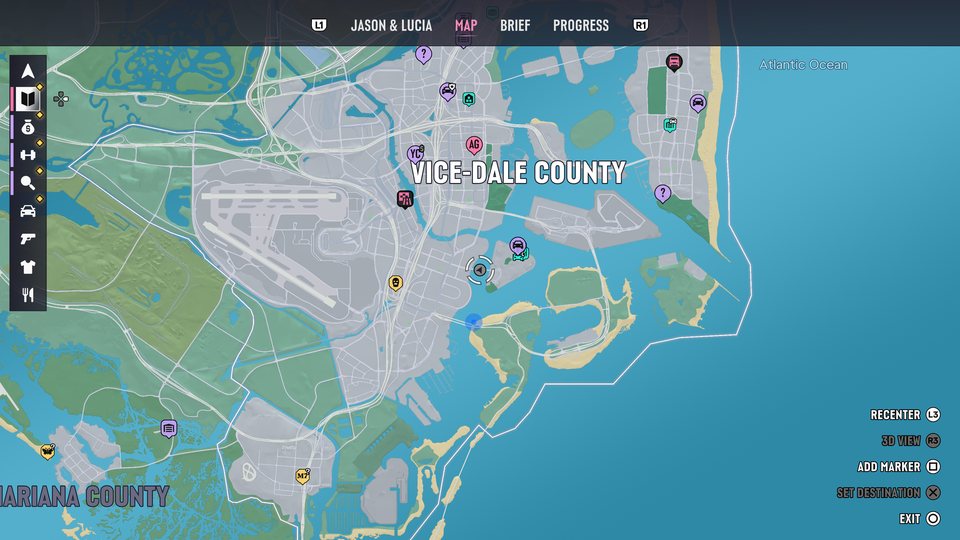 L1 JASON & LUCIA MAP BRIEF PROGRESS R1
Atlantic Ocean
?
AG
YC
VICE-DALE COUNTY
?
$
M?
MARIANA COUNTY
RECENTER L3
3D VIEW R3
ADD MARKER
SET DESTINATION
EXIT